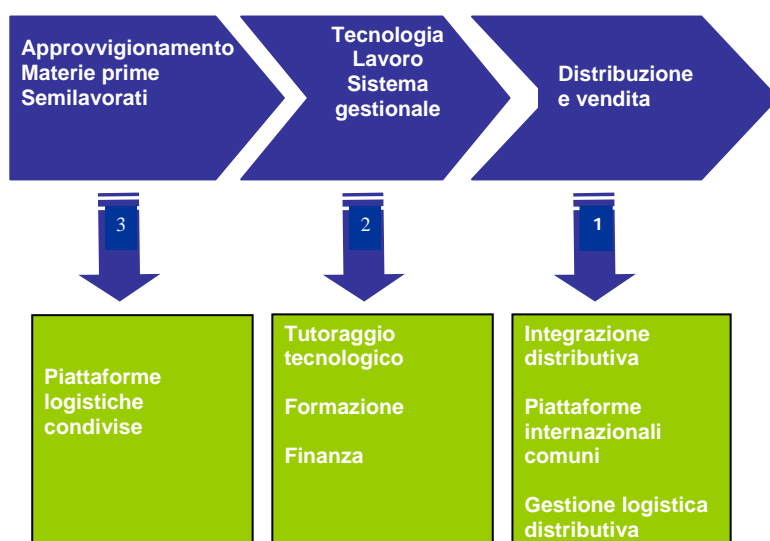 Approvvigionamento
Materie prime
Semilavorati
Tecnologia
Lavoro
Sistema
gestionale
Distribuzione
e vendita
3
2
1
Piattaforme
logistiche
condivise
Tutoraggio
tecnologico
Formazione
Finanza
Integrazione
distributiva
Piattaforme
internazionali
comuni
Gestione logistica
distributiva